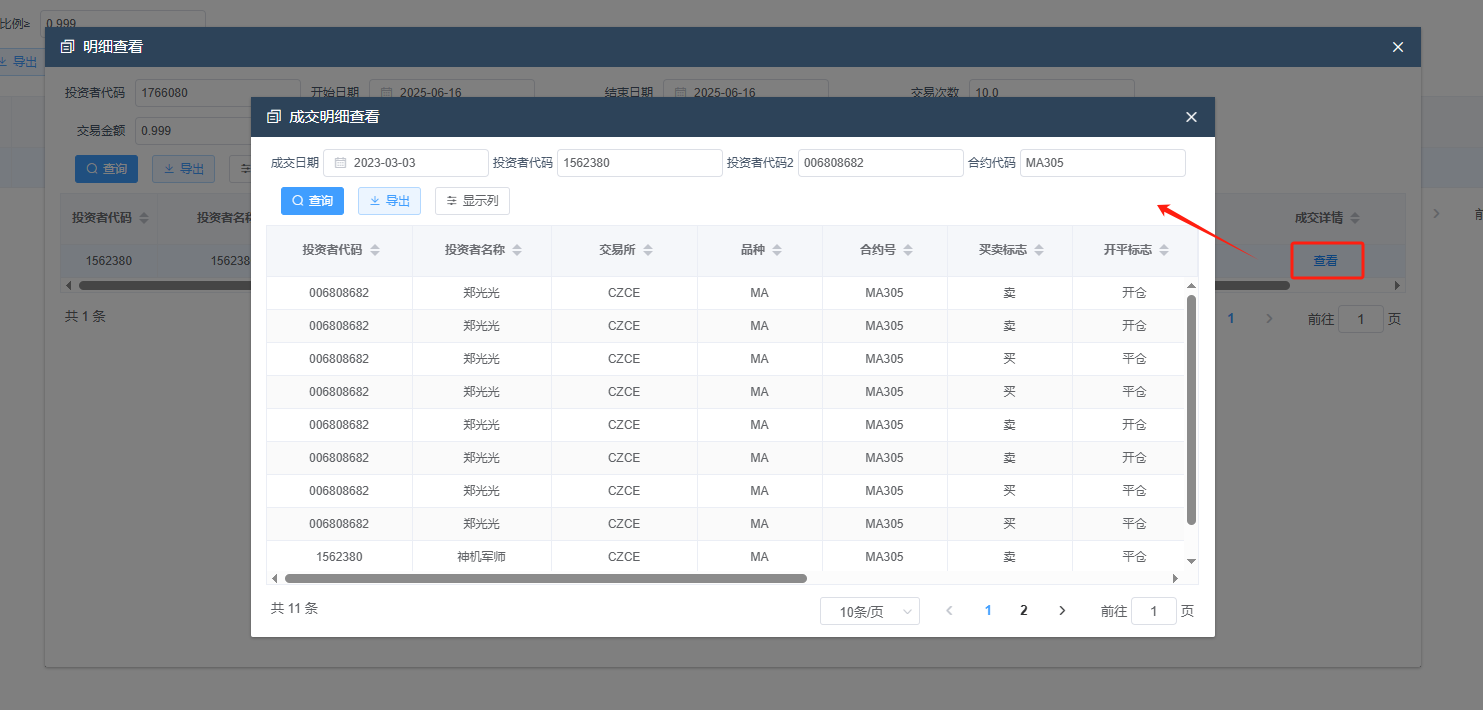 比例≥ 0.999
导出
明细查看
投资者代码 1766080 开始日期 2025-06-16 结束日期 2025-06-16 交易次数 10.0
交易金额 0.999
查询 导出
投资者代码 投资者名称 成交详情
1562380 15623 查看
共 1 条
1 前往 1 页
前
成交明细查看
成交日期 2023-03-03 投资者代码 1562380 投资者代码2 006808682 合约代码 MA305
查询 导出 显示列
投资者代码 投资者名称 交易所 品种 合约号 买卖标志 开平标志
006808682 郑光光 CZCE MA MA305 卖 开仓
006808682 郑光光 CZCE MA MA305 卖 开仓
006808682 郑光光 CZCE MA MA305 买 平仓
006808682 郑光光 CZCE MA MA305 买 平仓
006808682 郑光光 CZCE MA MA305 卖 开仓
006808682 郑光光 CZCE MA MA305 卖 开仓
006808682 郑光光 CZCE MA MA305 买 平仓
006808682 郑光光 CZCE MA MA305 买 平仓
1562380 神机军师 CZCE MA MA305 卖 平仓
共 11 条
10条/页 1 2 前往 1 页